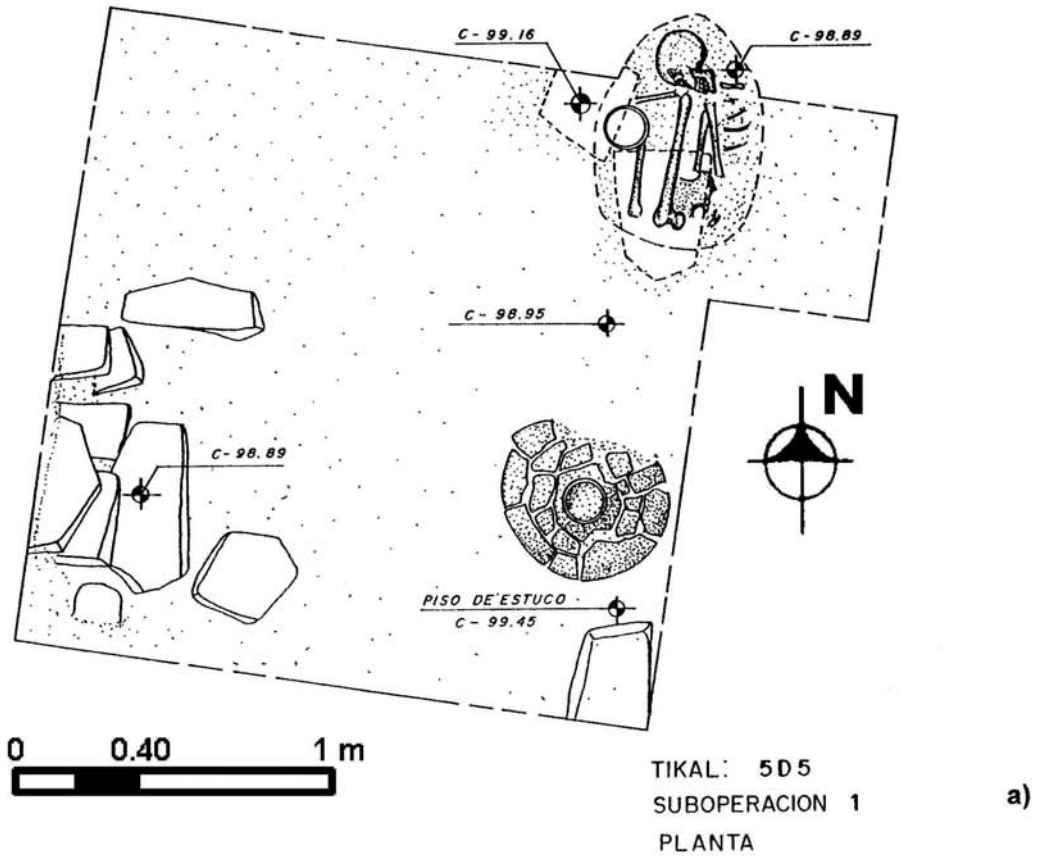 C-99.16
C-98.89
C-98.95
N
C-98.89
PISO DE ESTUCO
C-99.45
0 0.40 1 m
TIKAL: 5D5
SUBOPERACION 1
PLANTA
a)